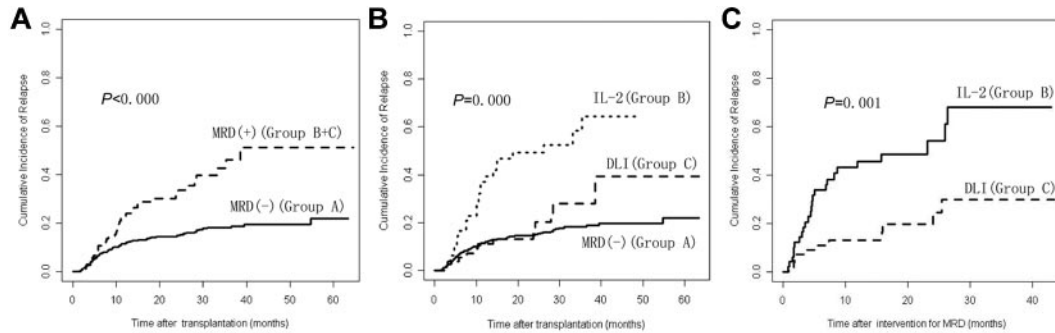 A
Cumulative Incidence of Relapse
1.0
0.8
0.6
0.4
0.2
0.0
P<0.000
MRD(+)(Group B+C)
MRD(-)(Group A)
0 10 20 30 40 50 60
Time after transplantation (months)
B
Cumulative Incidence of Relapse
1.0
0.8
0.6
0.4
0.2
0.0
P=0.000
IL-2(Group B)
DLI(Group C)
MRD(-)(Group A)
0 10 20 30 40 50 60
Time after transplantation (months)
C
Cumulative Incidence of Relapse
1.0
0.8
0.6
0.4
0.2
0.0
P=0.001
IL-2(Group B)
DLI(Group C)
0 10 20 30 40
Time after intervention for MRD (months)